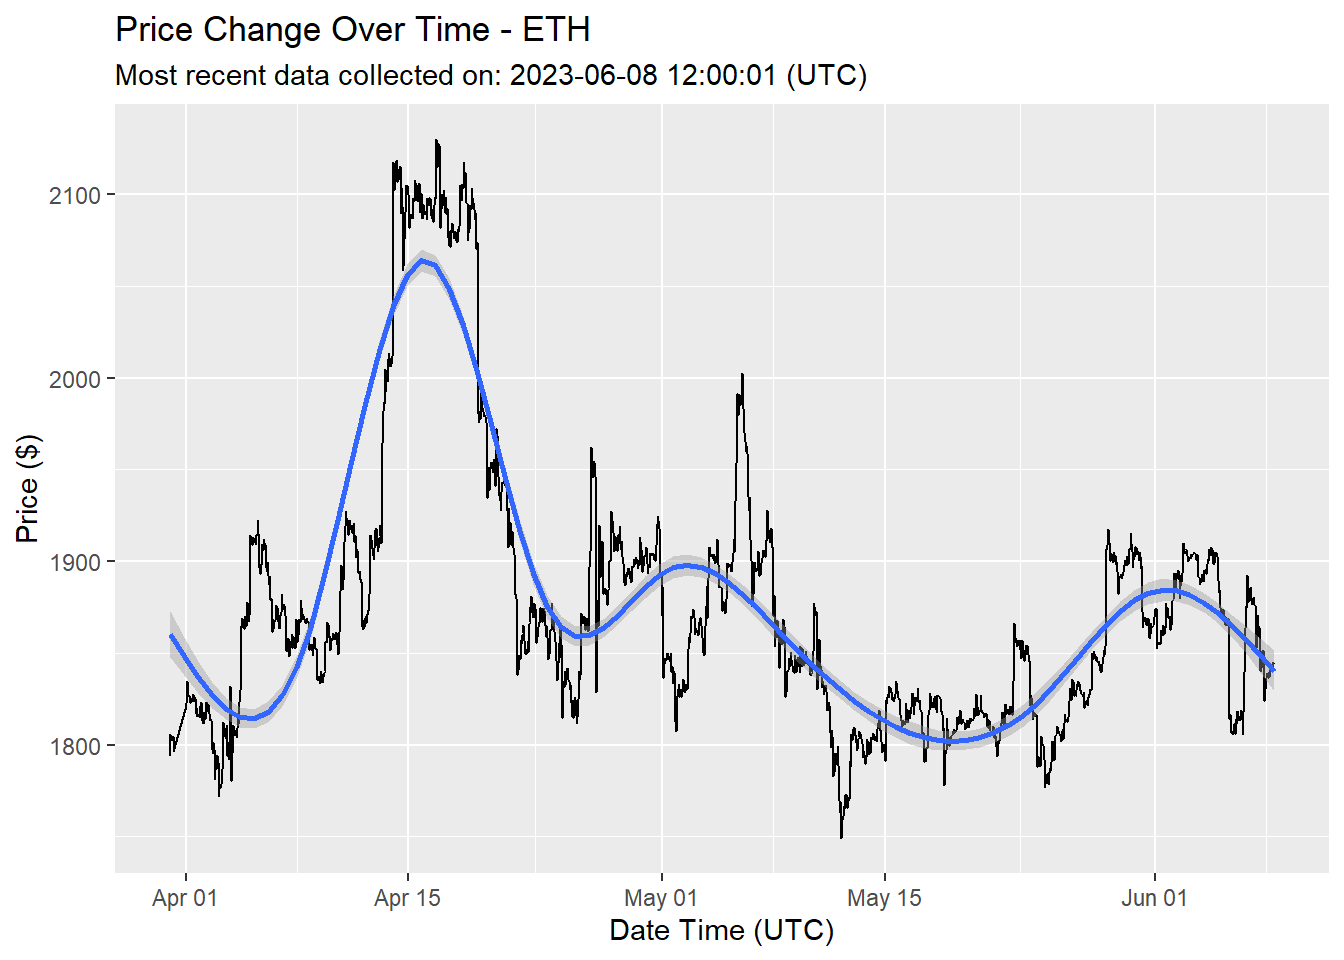 Price Change Over Time - ETH
Most recent data collected on: 2023-06-08 12:00:01 (UTC)
Price ($)
2100
2000
1900
1800
Apr 01
Apr 15
May 01
May 15
Jun 01
Date Time (UTC)